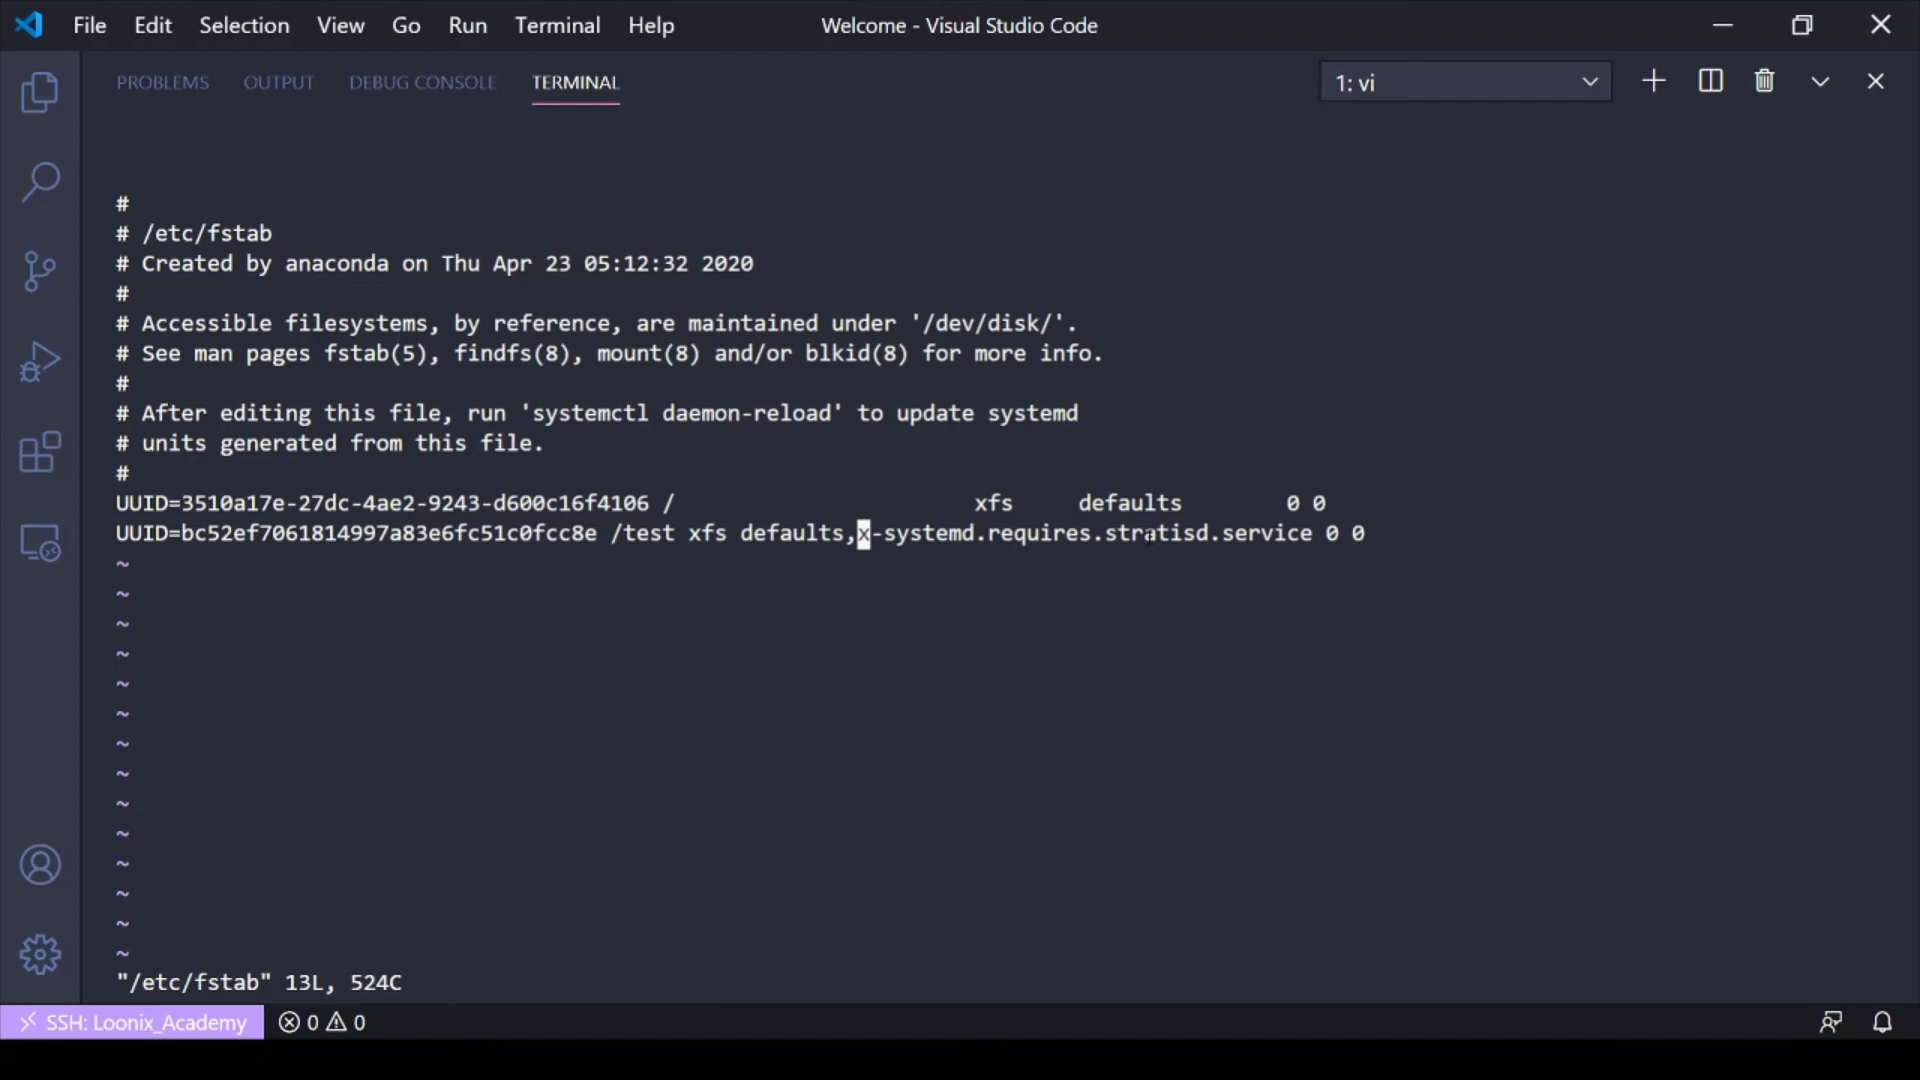 File Edit Selection View Go Run Terminal Help Welcome - Visual Studio Code
PROBLEMS OUTPUT DEBUG CONSOLE TERMINAL 1: vi
#
# /etc/fstab
# Created by anaconda on Thu Apr 23 05:12:32 2020
#
# Accessible filesystems, by reference, are maintained under '/dev/disk/'.
# See man pages fstab(5), findfs(8), mount(8) and/or blkid(8) for more info.
#
# After editing this file, run 'systemctl daemon-reload' to update systemd
# units generated from this file.
#
UUID=3510a17e-27dc-4ae2-9243-d600c16f4106 / xfs defaults 0 0
UUID=bc52ef7061814997a83e6fc51c0fcc8e /test xfs defaults,x-systemd.requires.stratisd.service 0 0
~
~
~
~
~
~
~
~
~
~
~
~
~
~
"/etc/fstab" 13L, 524C
SSH: Loonix_Academy 0 0